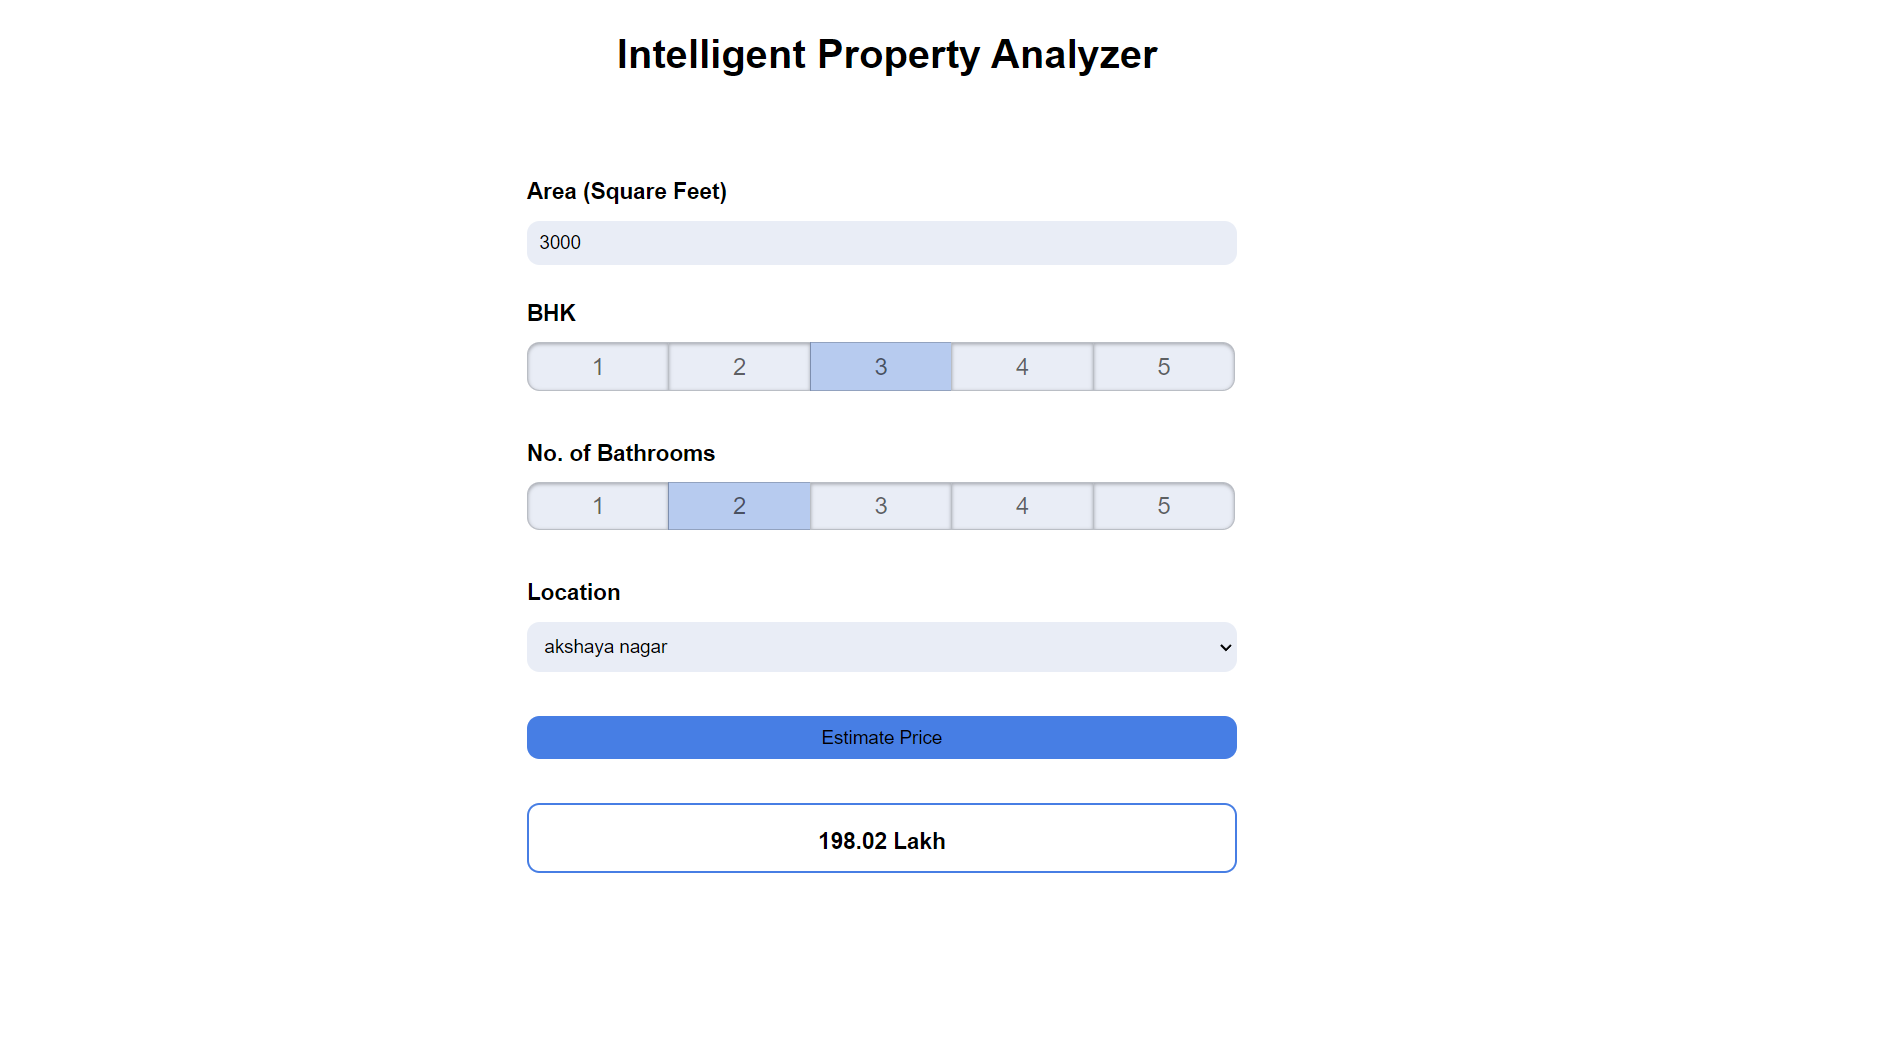 Intelligent Property Analyzer
Area (Square Feet)
3000
BHK
1 2 3 4 5
No. of Bathrooms
1 2 3 4 5
Location
akshaya nagar
Estimate Price
198.02 Lakh